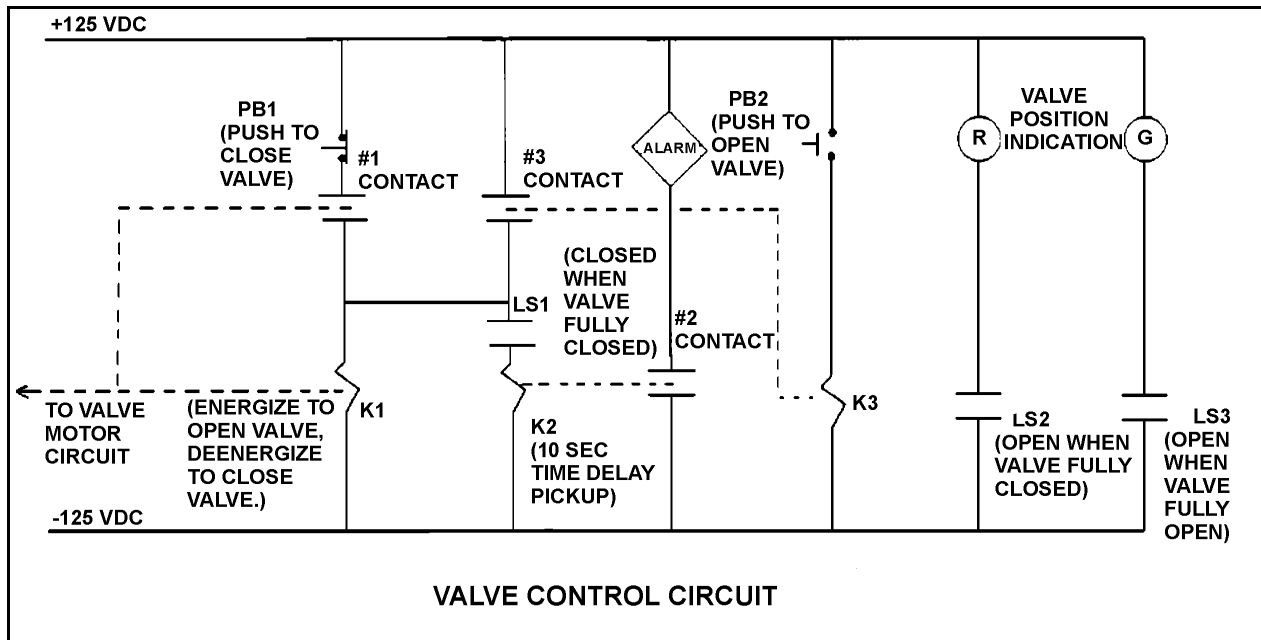 +125 VDC
PB1
(PUSH TO
CLOSE
VALVE)
#1
CONTACT
#3
CONTACT
ALARM
PB2
(PUSH TO
OPEN
VALVE)
R
VALVE
POSITION
INDICATION
G
(CLOSED
WHEN
VALVE
FULLY
CLOSED)
LS1
#2
CONTACT
TO VALVE
MOTOR
CIRCUIT
(ENERGIZE TO
OPEN VALVE,
DEENERGIZE
TO CLOSE
VALVE.)
K1
K2
(10 SEC
TIME DELAY
PICKUP)
K3
LS2
(OPEN WHEN
VALVE FULLY
CLOSED)
LS3
(OPEN
WHEN
VALVE
FULLY
OPEN)
-125 VDC
VALVE CONTROL CIRCUIT